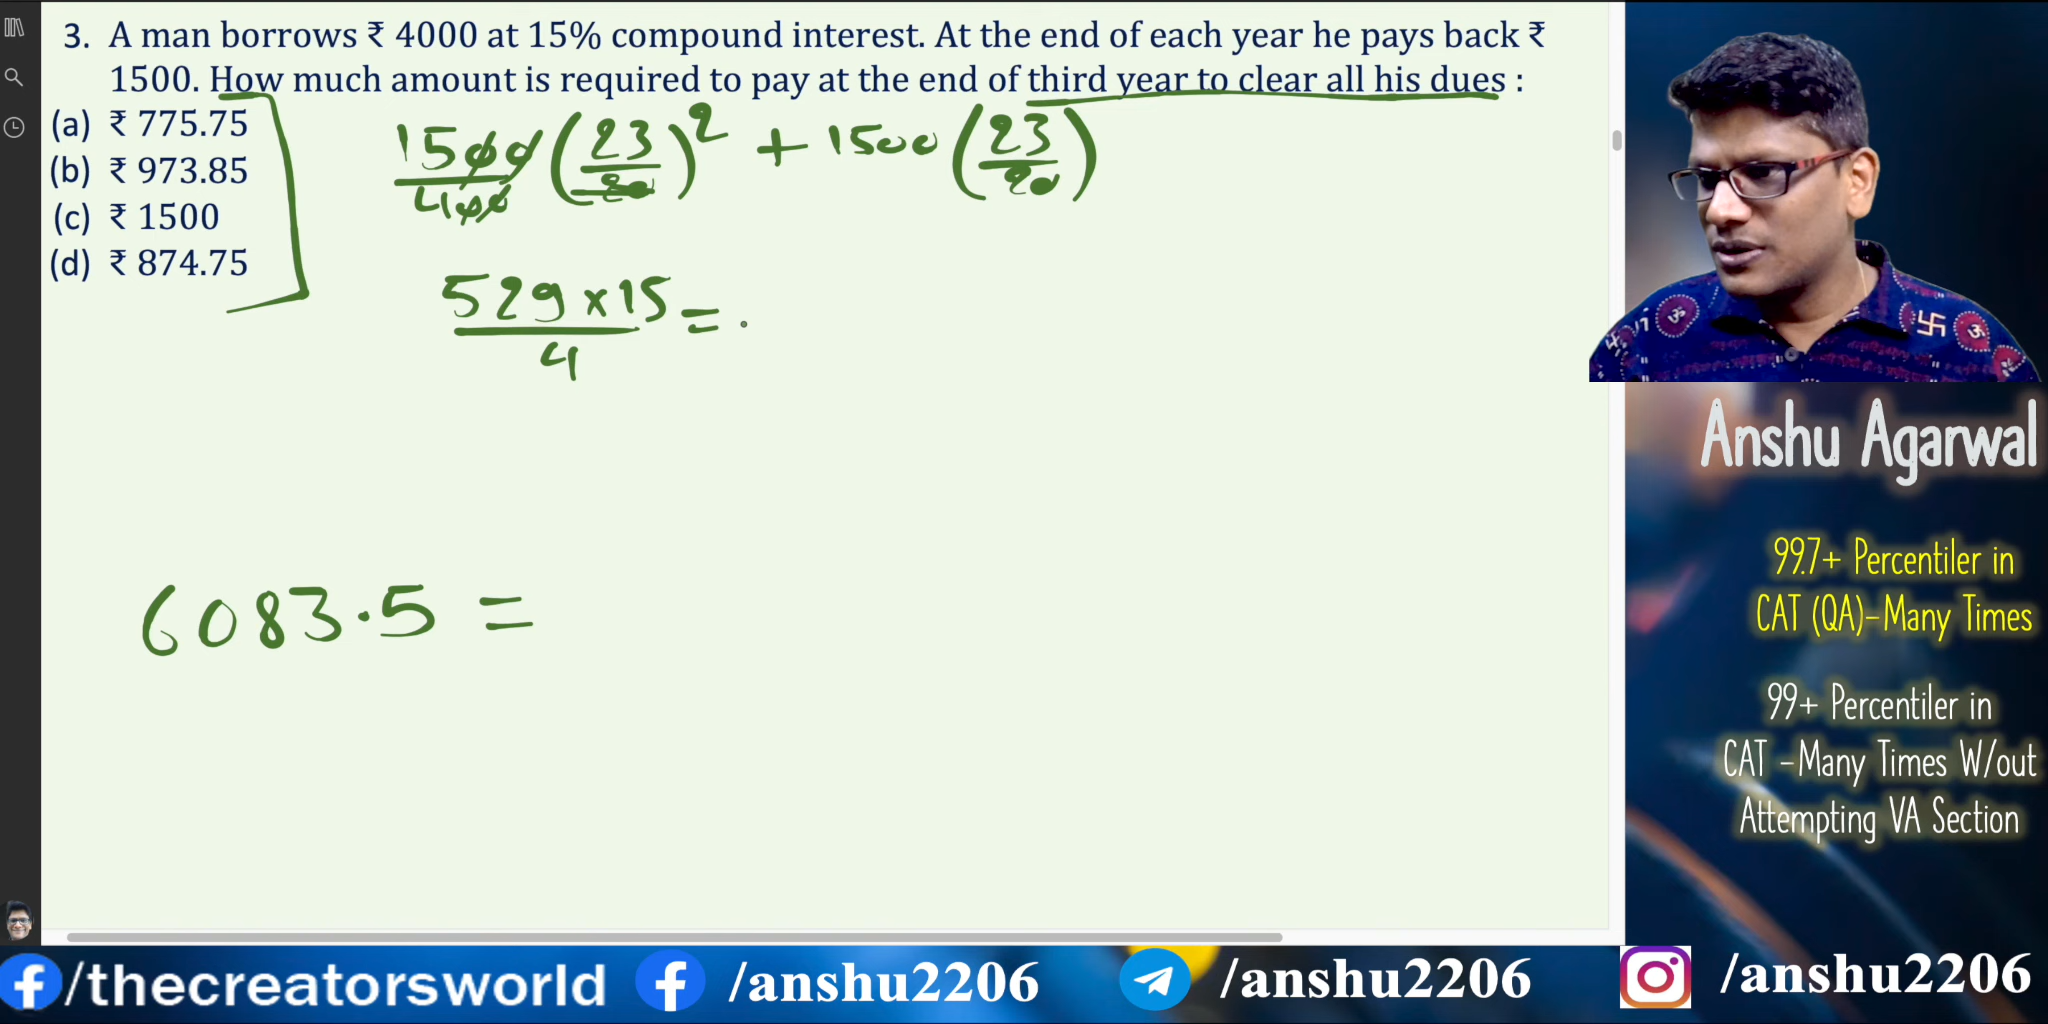 3. A man borrows ₹ 4000 at 15% compound interest. At the end of each year he pays back ₹
1500. How much amount is required to pay at the end of third year to clear all his dues :
(a) ₹ 775.75
(b) ₹ 973.85
(c) ₹ 1500
(d) ₹ 874.75
1500/400 (23/20)² + 1500 (23/20)
529 x 15/4 =
6083.5 =
Anshu Agarwal
99.7+ Percentiler in
CAT (QA)-Many Times
99+ Percentiler in
CAT -Many Times W/out
Attempting VA Section
/thecreatorsworld /anshu2206 /anshu2206 /anshu2206